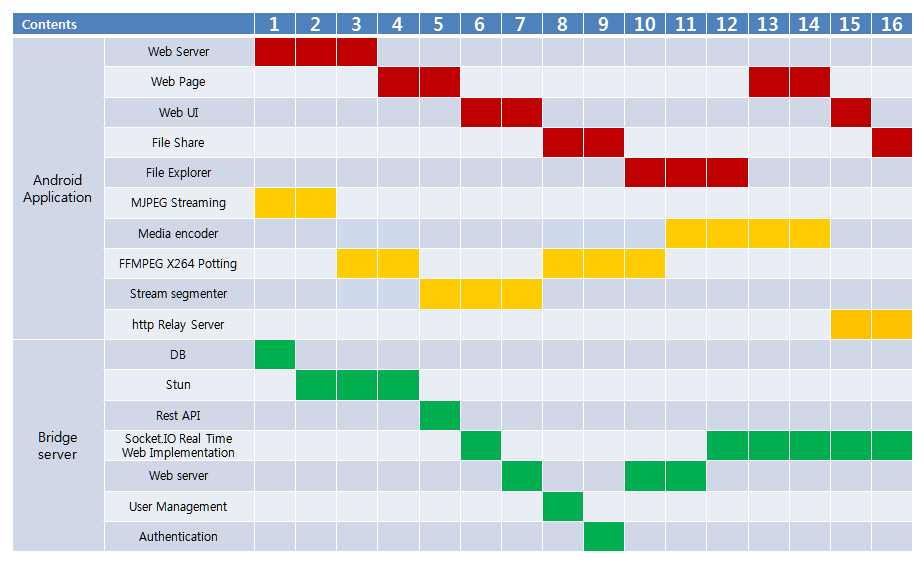 Contents 1 2 3 4 5 6 7 8 9 10 11 12 13 14 15 16
Android
Application
Web Server
Web Page
Web UI
File Share
File Explorer
MJPEG Streaming
Media encoder
FFMPEG X264 Potting
Stream segmenter
http Relay Server
Bridge
server
DB
Stun
Rest API
Socket.IO Real Time
Web Implementation
Web server
User Management
Authentication